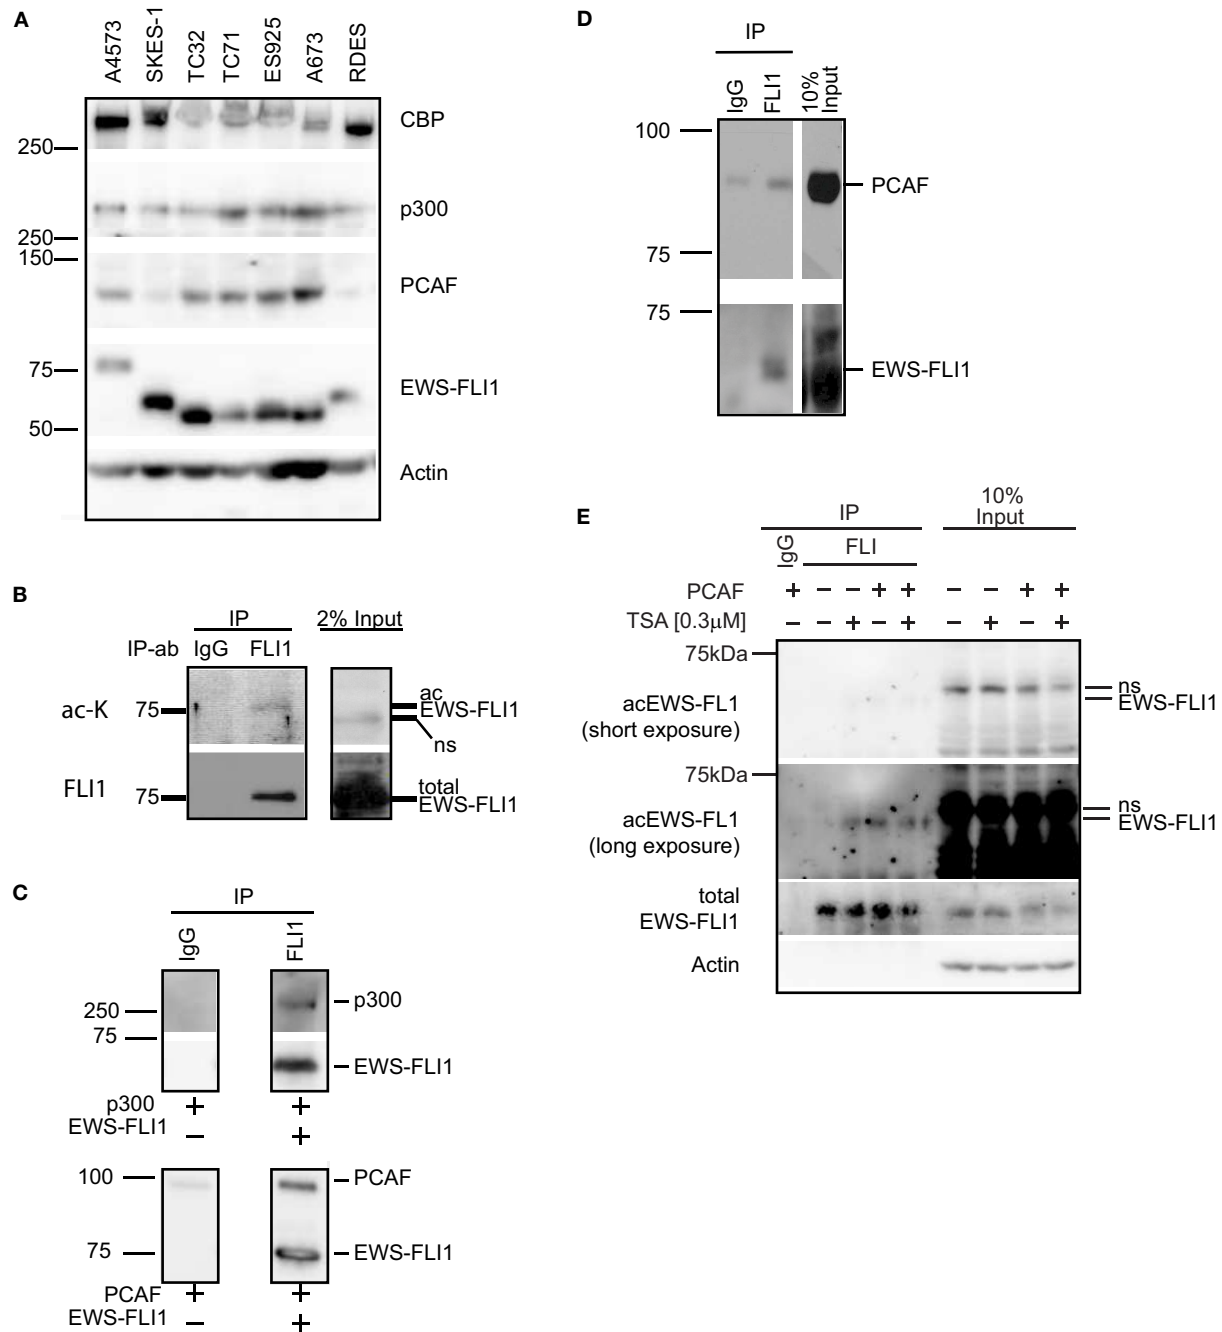 A
A4573 SKES-1 TC32 TC71 ES925 A673 RDES
CBP
250
p300
250
150
PCAF
75
EWS-FLI1
50
Actin
B
IP
2% Input
IP-ab IgG FLI1
ac-K 75
ac
EWS-FLI1
ns
FLI1 75
total
EWS-FLI1
C
IP
IgG FLI1
p300
250
75
EWS-FLI1
p300 + +
EWS-FLI1 − +
100
PCAF
75
EWS-FLI1
PCAF + +
EWS-FLI1 − +
D
IP
IgG FLI1 10% Input
100
PCAF
75
75
EWS-FLI1
E
10%
IP Input
IgG FLI
PCAF + − − + + − − + +
TSA [0.3μM] − − + − + − + − +
75kDa
ns
acEWS-FL1 EWS-FLI1
(short exposure)
75kDa
ns
acEWS-FL1 EWS-FLI1
(long exposure)
total
EWS-FLI1
Actin